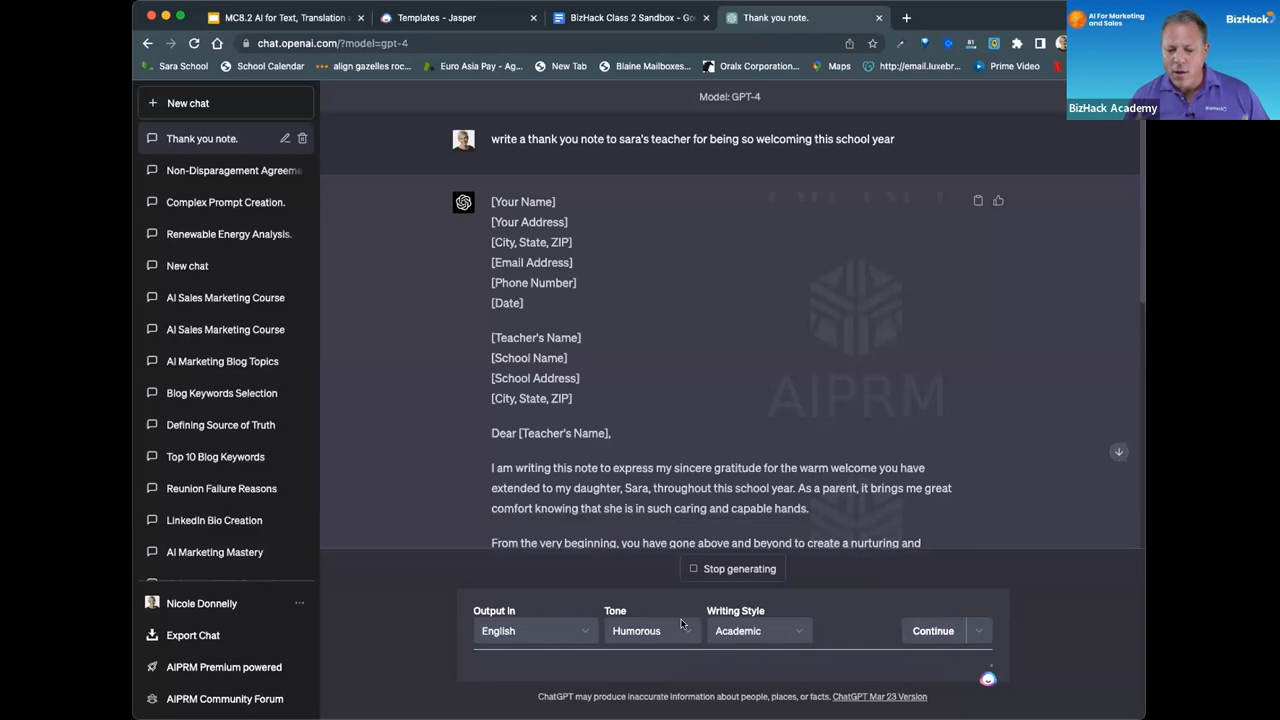 MC8.2 AI for Text, Translation
Templates - Jasper
BizHack Class 2 Sandbox - Go
Thank you note.
chat.openai.com/?model=gpt-4
Sara School
School Calendar
align gazelles roc...
Euro Asia Pay - Ag...
New Tab
Blaine Mailboxes...
Oralx Corporation...
Maps
http://email.luxebr...
Prime Video
AI For Marketing and Sales
BizHack
BizHack Academy
New chat
Thank you note.
Non-Disparagement Agreeme
Complex Prompt Creation.
Renewable Energy Analysis.
New chat
AI Sales Marketing Course
AI Sales Marketing Course
AI Marketing Blog Topics
Blog Keywords Selection
Defining Source of Truth
Top 10 Blog Keywords
Reunion Failure Reasons
LinkedIn Bio Creation
AI Marketing Mastery
Nicole Donnelly
Export Chat
AIPRM Premium powered
AIPRM Community Forum
Model: GPT-4
write a thank you note to sara's teacher for being so welcoming this school year
[Your Name]
[Your Address]
[City, State, ZIP]
[Email Address]
[Phone Number]
[Date]
[Teacher's Name]
[School Name]
[School Address]
[City, State, ZIP]
AIPRM
Dear [Teacher's Name],
I am writing this note to express my sincere gratitude for the warm welcome you have
extended to my daughter, Sara, throughout this school year. As a parent, it brings me great
comfort knowing that she is in such caring and capable hands.
From the very beginning, you have gone above and beyond to create a nurturing and
Stop generating
Output in
Tone
Writing Style
English
Humorous
Academic
Continue
ChatGPT may produce inaccurate information about people, places, or facts. ChatGPT Mar 23 Version